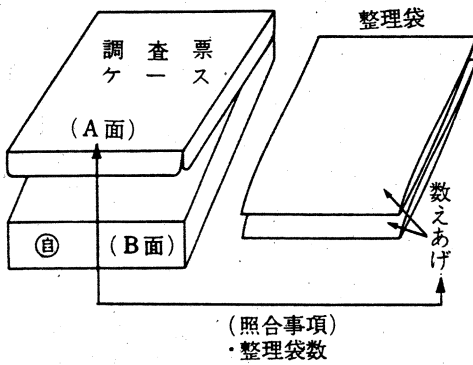 整理袋
調査票
ケース
(A面)
自
(B面)
数えあげ
(照合事項)
・整理袋数